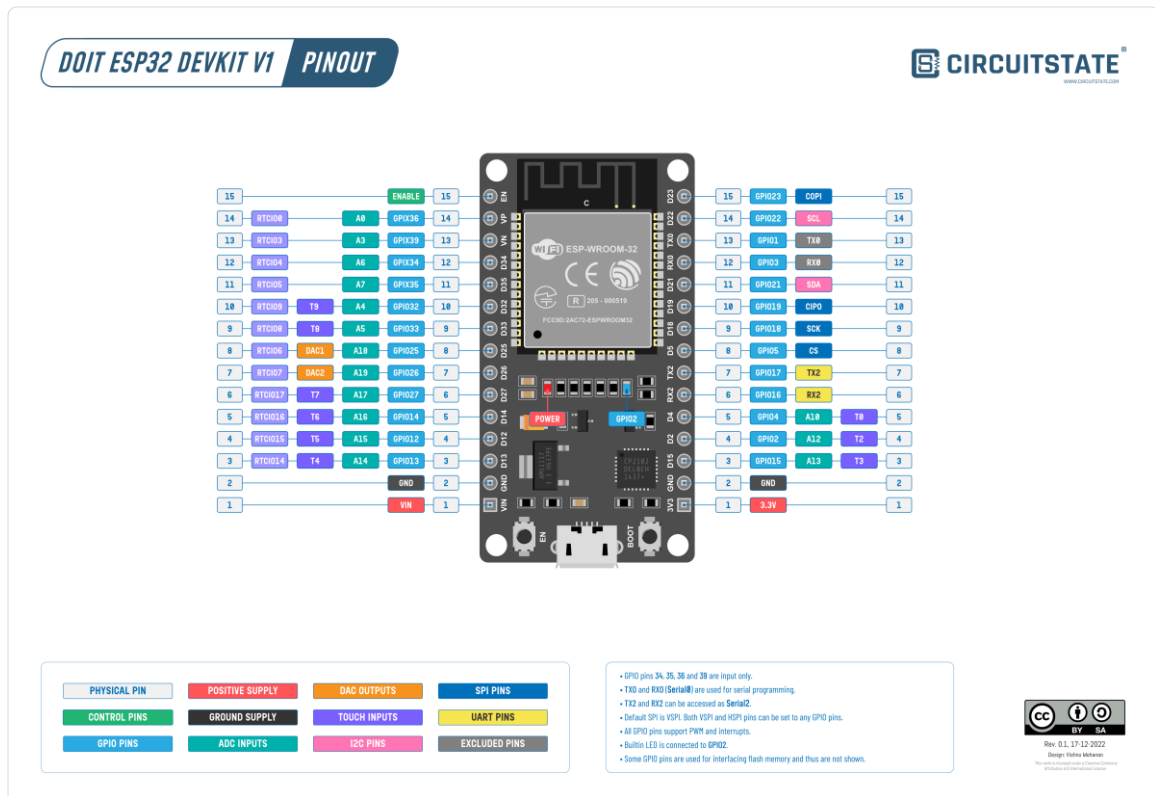 DOIT ESP32 DEVKIT V1 PINOUT
CIRCUITSTATE
WWW.CIRCUITSTATE.COM
15 ENABLE 15 EN D23 15 GPIO23 COPI 15
14 RTCIO0 A0 GPIX36 14 VP D22 14 GPIO22 SCL 14
13 RTCIO3 A3 GPIX39 13 VN TX0 13 GPIO1 TX0 13
12 RTCIO4 A6 GPIX34 12 D34 RX0 12 GPIO3 RX0 12
11 RTCIO5 A7 GPIX35 11 D35 D21 11 GPIO21 SDA 11
10 RTCIO9 T9 A4 GPIO32 10 D32 D19 10 GPIO19 CIPO 10
9 RTCIO8 T8 A5 GPIO33 9 D33 D18 9 GPIO18 SCK 9
8 RTCIO6 DAC1 A18 GPIO25 8 D25 D5 8 GPIO5 CS 8
7 RTCIO7 DAC2 A19 GPIO26 7 D26 TX2 7 GPIO17 TX2 7
6 RTCIO17 T7 A17 GPIO27 6 D27 RX2 6 GPIO16 RX2 6
5 RTCIO16 T6 A16 GPIO14 5 D14 D4 5 GPIO4 A10 T0 5
4 RTCIO15 T5 A15 GPIO12 4 D12 D2 4 GPIO2 A12 T2 4
3 RTCIO14 T4 A14 GPIO13 3 D13 D15 3 GPIO15 A13 T3 3
2 GND 2 GND GND 2 GND 2
1 VIN 1 VIN 3V3 1 3.3V 1
C
WiFi ESP-WROOM-32
CE
R 205 - 000519
FCC8D:2AC72-ESPWROOM32
POWER GPIO2
EN BOOT
PHYSICAL PIN POSITIVE SUPPLY DAC OUTPUTS SPI PINS
CONTROL PINS GROUND SUPPLY TOUCH INPUTS UART PINS
GPIO PINS ADC INPUTS I2C PINS EXCLUDED PINS
• GPIO pins 34, 35, 36 and 39 are input only.
• TX0 and RX0 (Serial0) are used for serial programming.
• TX2 and RX2 can be accessed as Serial2.
• Default SPI is VSPI. Both VSPI and HSPI pins can be set to any GPIO pins.
• All GPIO pins support PWM and interrupts.
• Builtin LED is connected to GPIO2.
• Some GPIO pins are used for interfacing flash memory and thus are not shown.
CC BY SA
Rev. 0.1, 17-12-2022
Design: Vishnu Mohanan